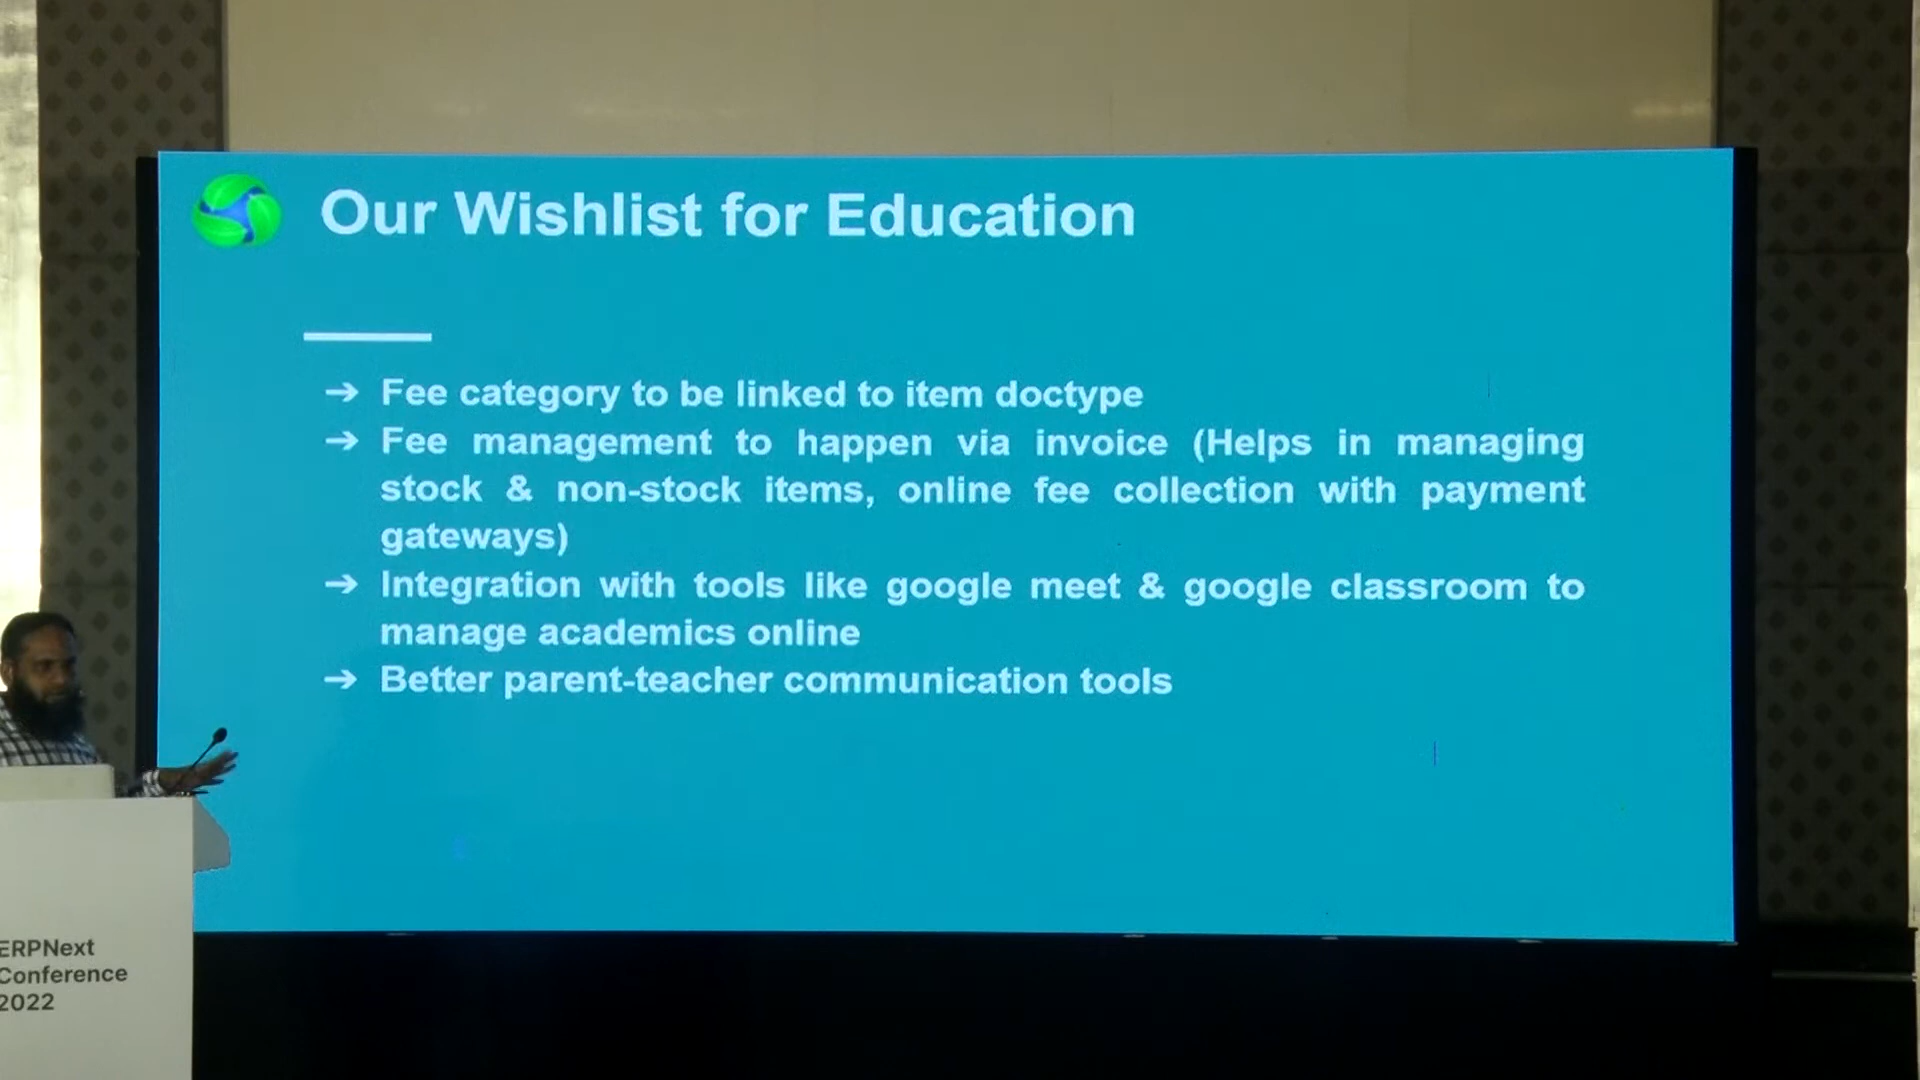 Our Wishlist for Education
→ Fee category to be linked to item doctype
→ Fee management to happen via invoice (Helps in managing
stock & non-stock items, online fee collection with payment
gateways)
→ Integration with tools like google meet & google classroom to
manage academics online
→ Better parent-teacher communication tools
ERPNext
Conference
2022